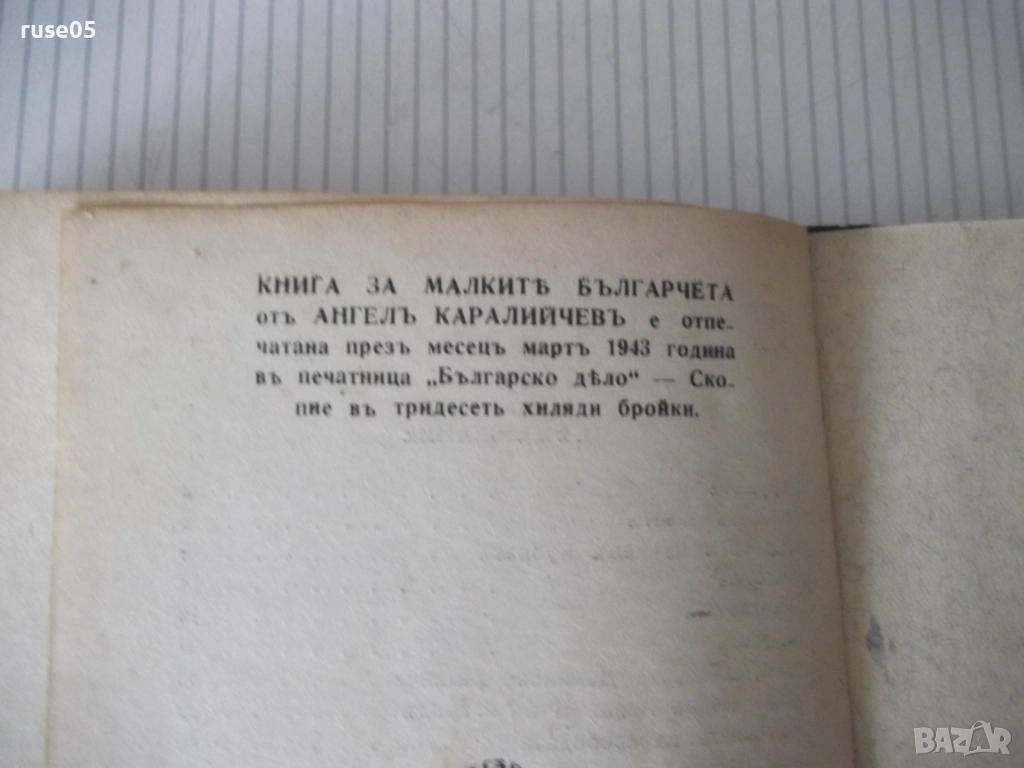 ruse05
КНИГА ЗА МАЛКИТѢ БЪЛГАРЧЕТА
отъ АНГЕЛЪ КАРАЛИЙЧЕВЪ е отпе-
чатана презъ месецъ мартъ 1943 година
въ печатница „Българско дѣло“ — Ско-
пие въ тридесеть хиляди бройки.
BAZAR